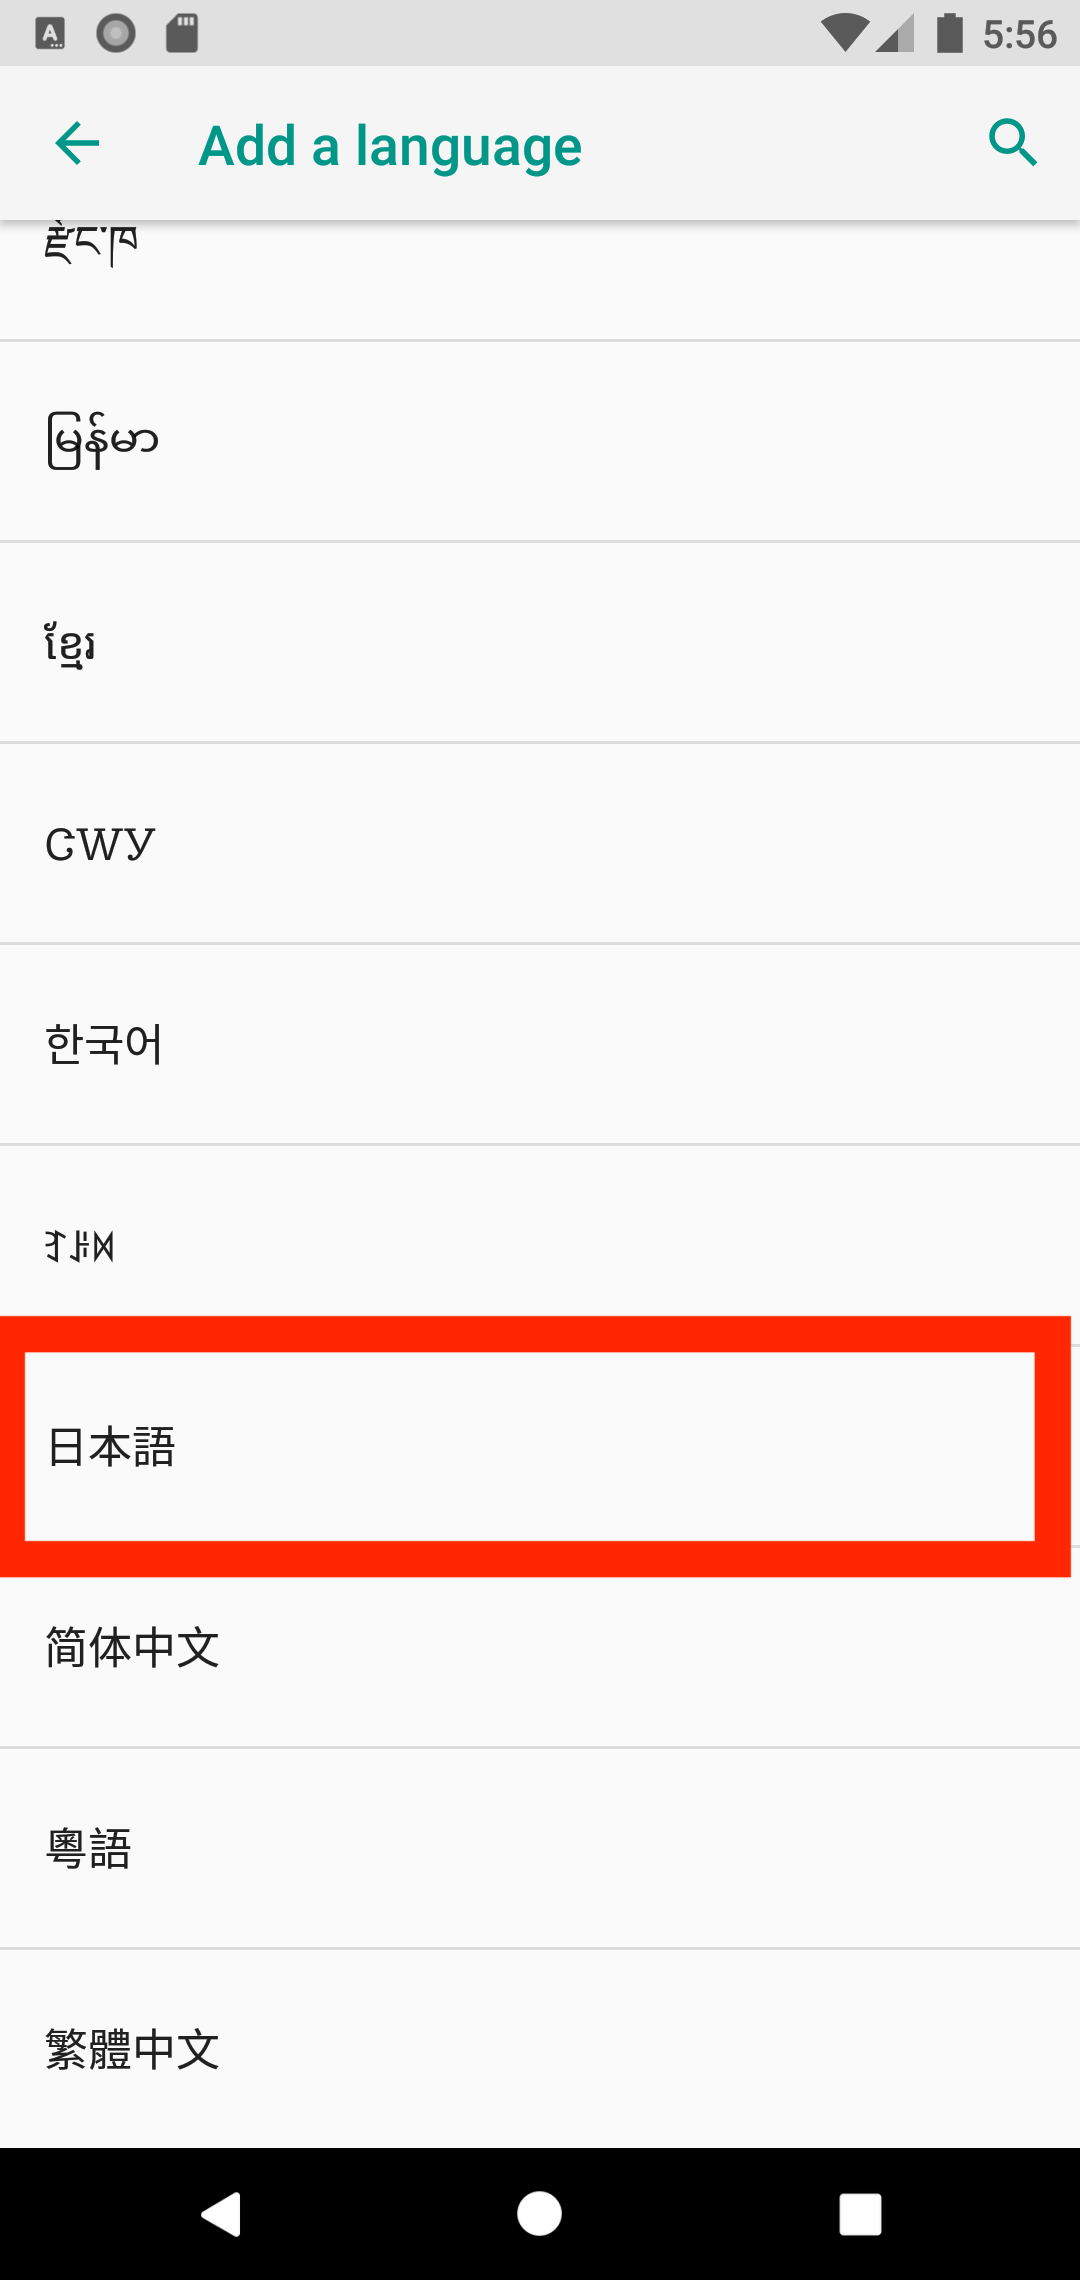 5:56
Add a language
རྫོང་ཁ
မြန်မာ
ខ្មែរ
ᏣᎳᎩ
한국어
日本語
简体中文
粵語
繁體中文